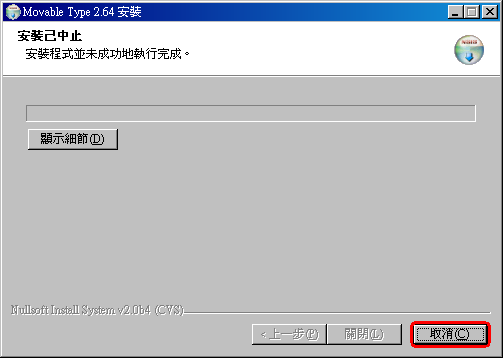 Movable Type 2.64 安裝
安裝已中止
安裝程式並未成功地執行完成。
顯示細節(D)
Nullsoft Install System v2.0b4 (CVS)
< 上一步(P) 關閉(L) 取消(C)